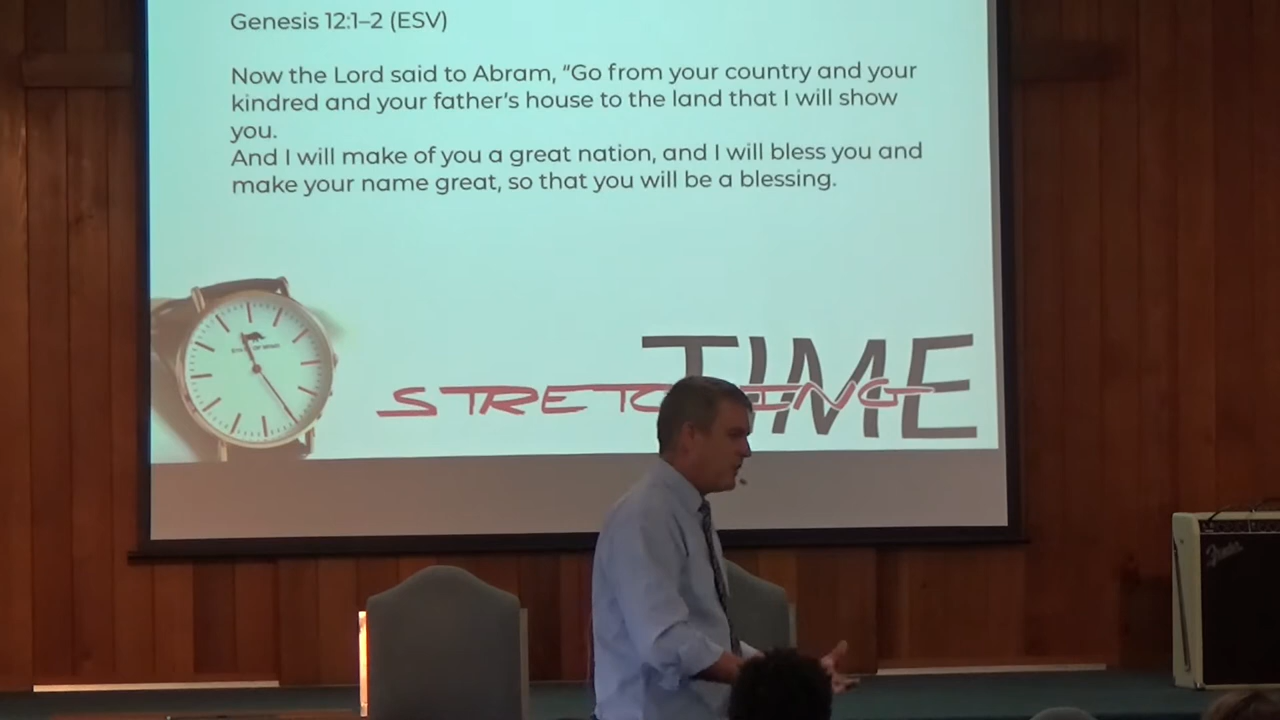 Genesis 12:1–2 (ESV)
Now the Lord said to Abram, “Go from your country and your
kindred and your father’s house to the land that I will show
you.
And I will make of you a great nation, and I will bless you and
make your name great, so that you will be a blessing.
TIME
Fender